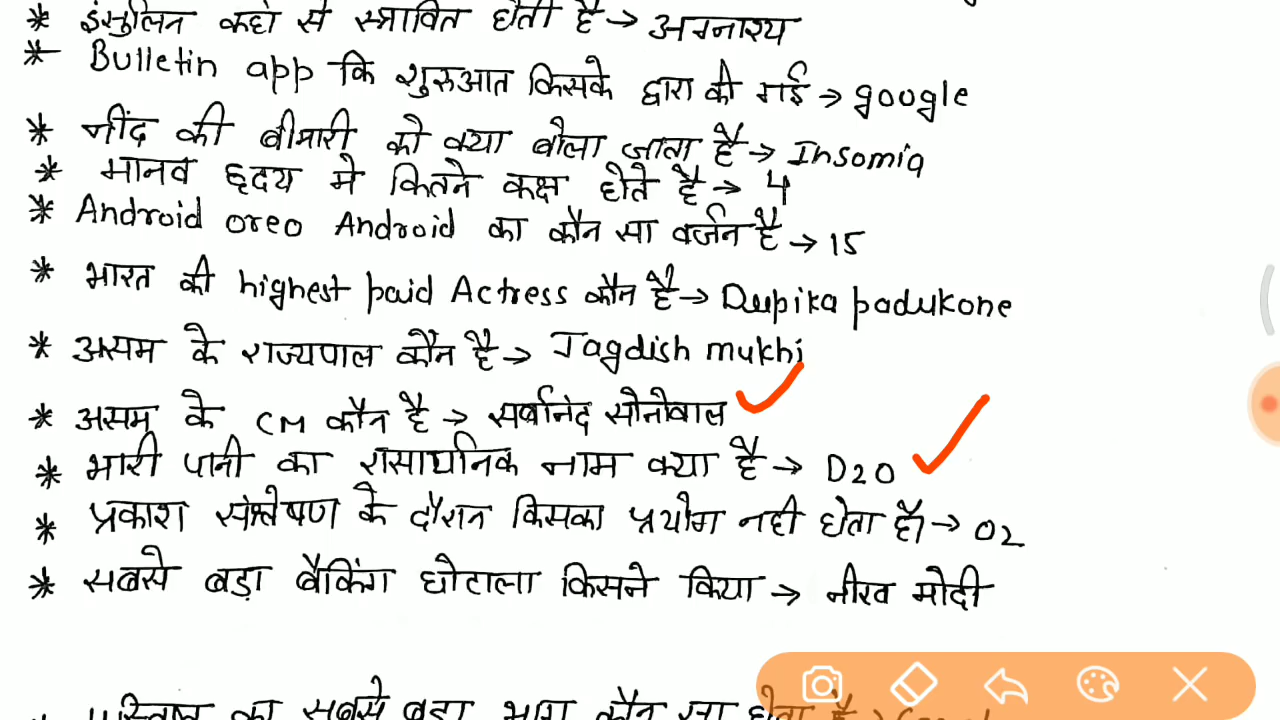 * इंसुलिन कहाँ से स्त्रावित होती है → अग्नाश्य
* Bulletin app कि शुरुआत किसके द्वारा की गई → google
* नींद की बीमारी को क्या बोला जाता है → Insomia
* मानव हृदय मे कितने कक्ष होते है → 4
* Android oreo Android का कौन सा वर्जन है → 15
* भारत की highest paid Actress कौन है → Deepika padukone
* असम के राज्यपाल कौन है → Jagdish mukhi
* असम के CM कौन है → सर्बानंद सोनोवाल
* भारी पानी का रासायनिक नाम क्या है → D2O
* प्रकाश संश्लेषण के दौरान किसका प्रयोग नही होता है → O2
* सबसे बड़ा बैकिंग घोटाला किसने किया → नीरव मोदी
का सबसे बड़ा भाग कौन सा होता है